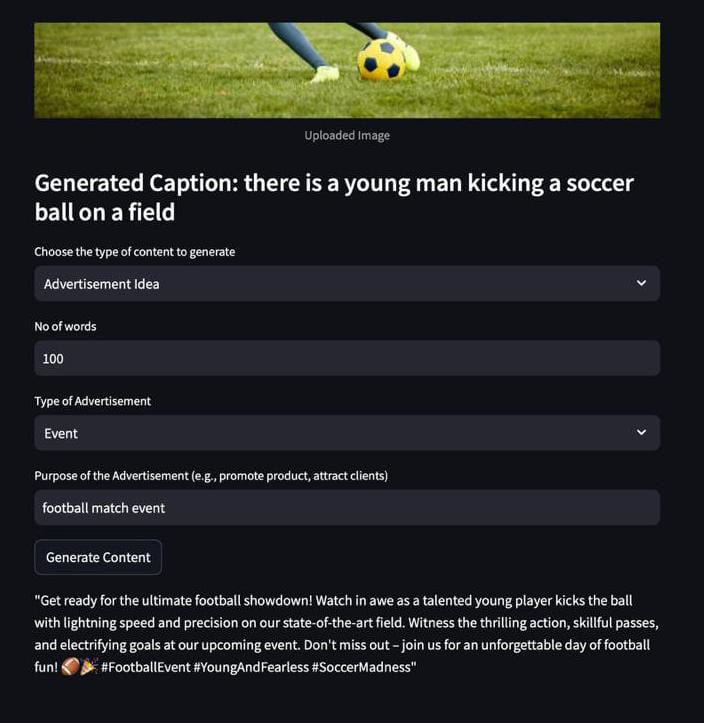 Uploaded Image
Generated Caption: there is a young man kicking a soccer
ball on a field
Choose the type of content to generate
Advertisement Idea
No of words
100
Type of Advertisement
Event
Purpose of the Advertisement (e.g., promote product, attract clients)
football match event
Generate Content
"Get ready for the ultimate football showdown! Watch in awe as a talented young player kicks the ball
with lightning speed and precision on our state-of-the-art field. Witness the thrilling action, skillful passes,
and electrifying goals at our upcoming event. Don't miss out – join us for an unforgettable day of football
fun! 🏈🎉 #FootballEvent #YoungAndFearless #SoccerMadness"